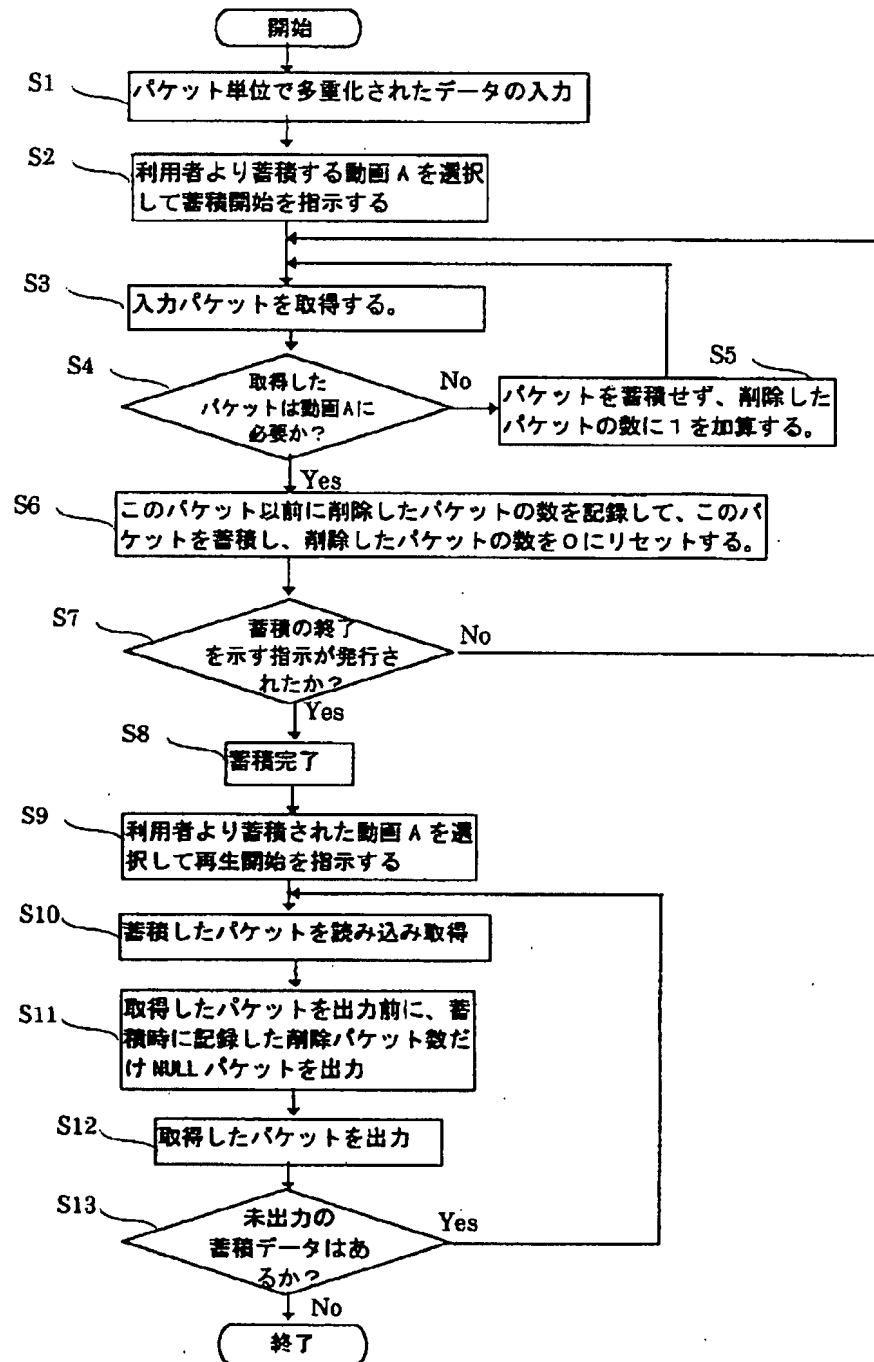 開始
S1
パケット単位で多重化されたデータの入力
S2
利用者より蓄積する動画 A を選択
して蓄積開始を指示する
S3
入力パケットを取得する。
S4
取得した
パケットは動画Aに
必要か?
No
S5
パケットを蓄積せず、削除した
パケットの数に1を加算する。
Yes
S6
このパケット以前に削除したパケットの数を記録して、このパ
ケットを蓄積し、削除したパケットの数を0にリセットする。
S7
蓄積の終了
を示す指示が発行さ
れたか?
No
Yes
S8
蓄積完了
S9
利用者より蓄積された動画 A を選
択して再生開始を指示する
S10
蓄積したパケットを読み込み取得
S11
取得したパケットを出力前に、蓄
積時に記録した削除パケット数だ
け NULL パケットを出力
S12
取得したパケットを出力
S13
未出力の
蓄積データはあ
るか?
Yes
No
終了